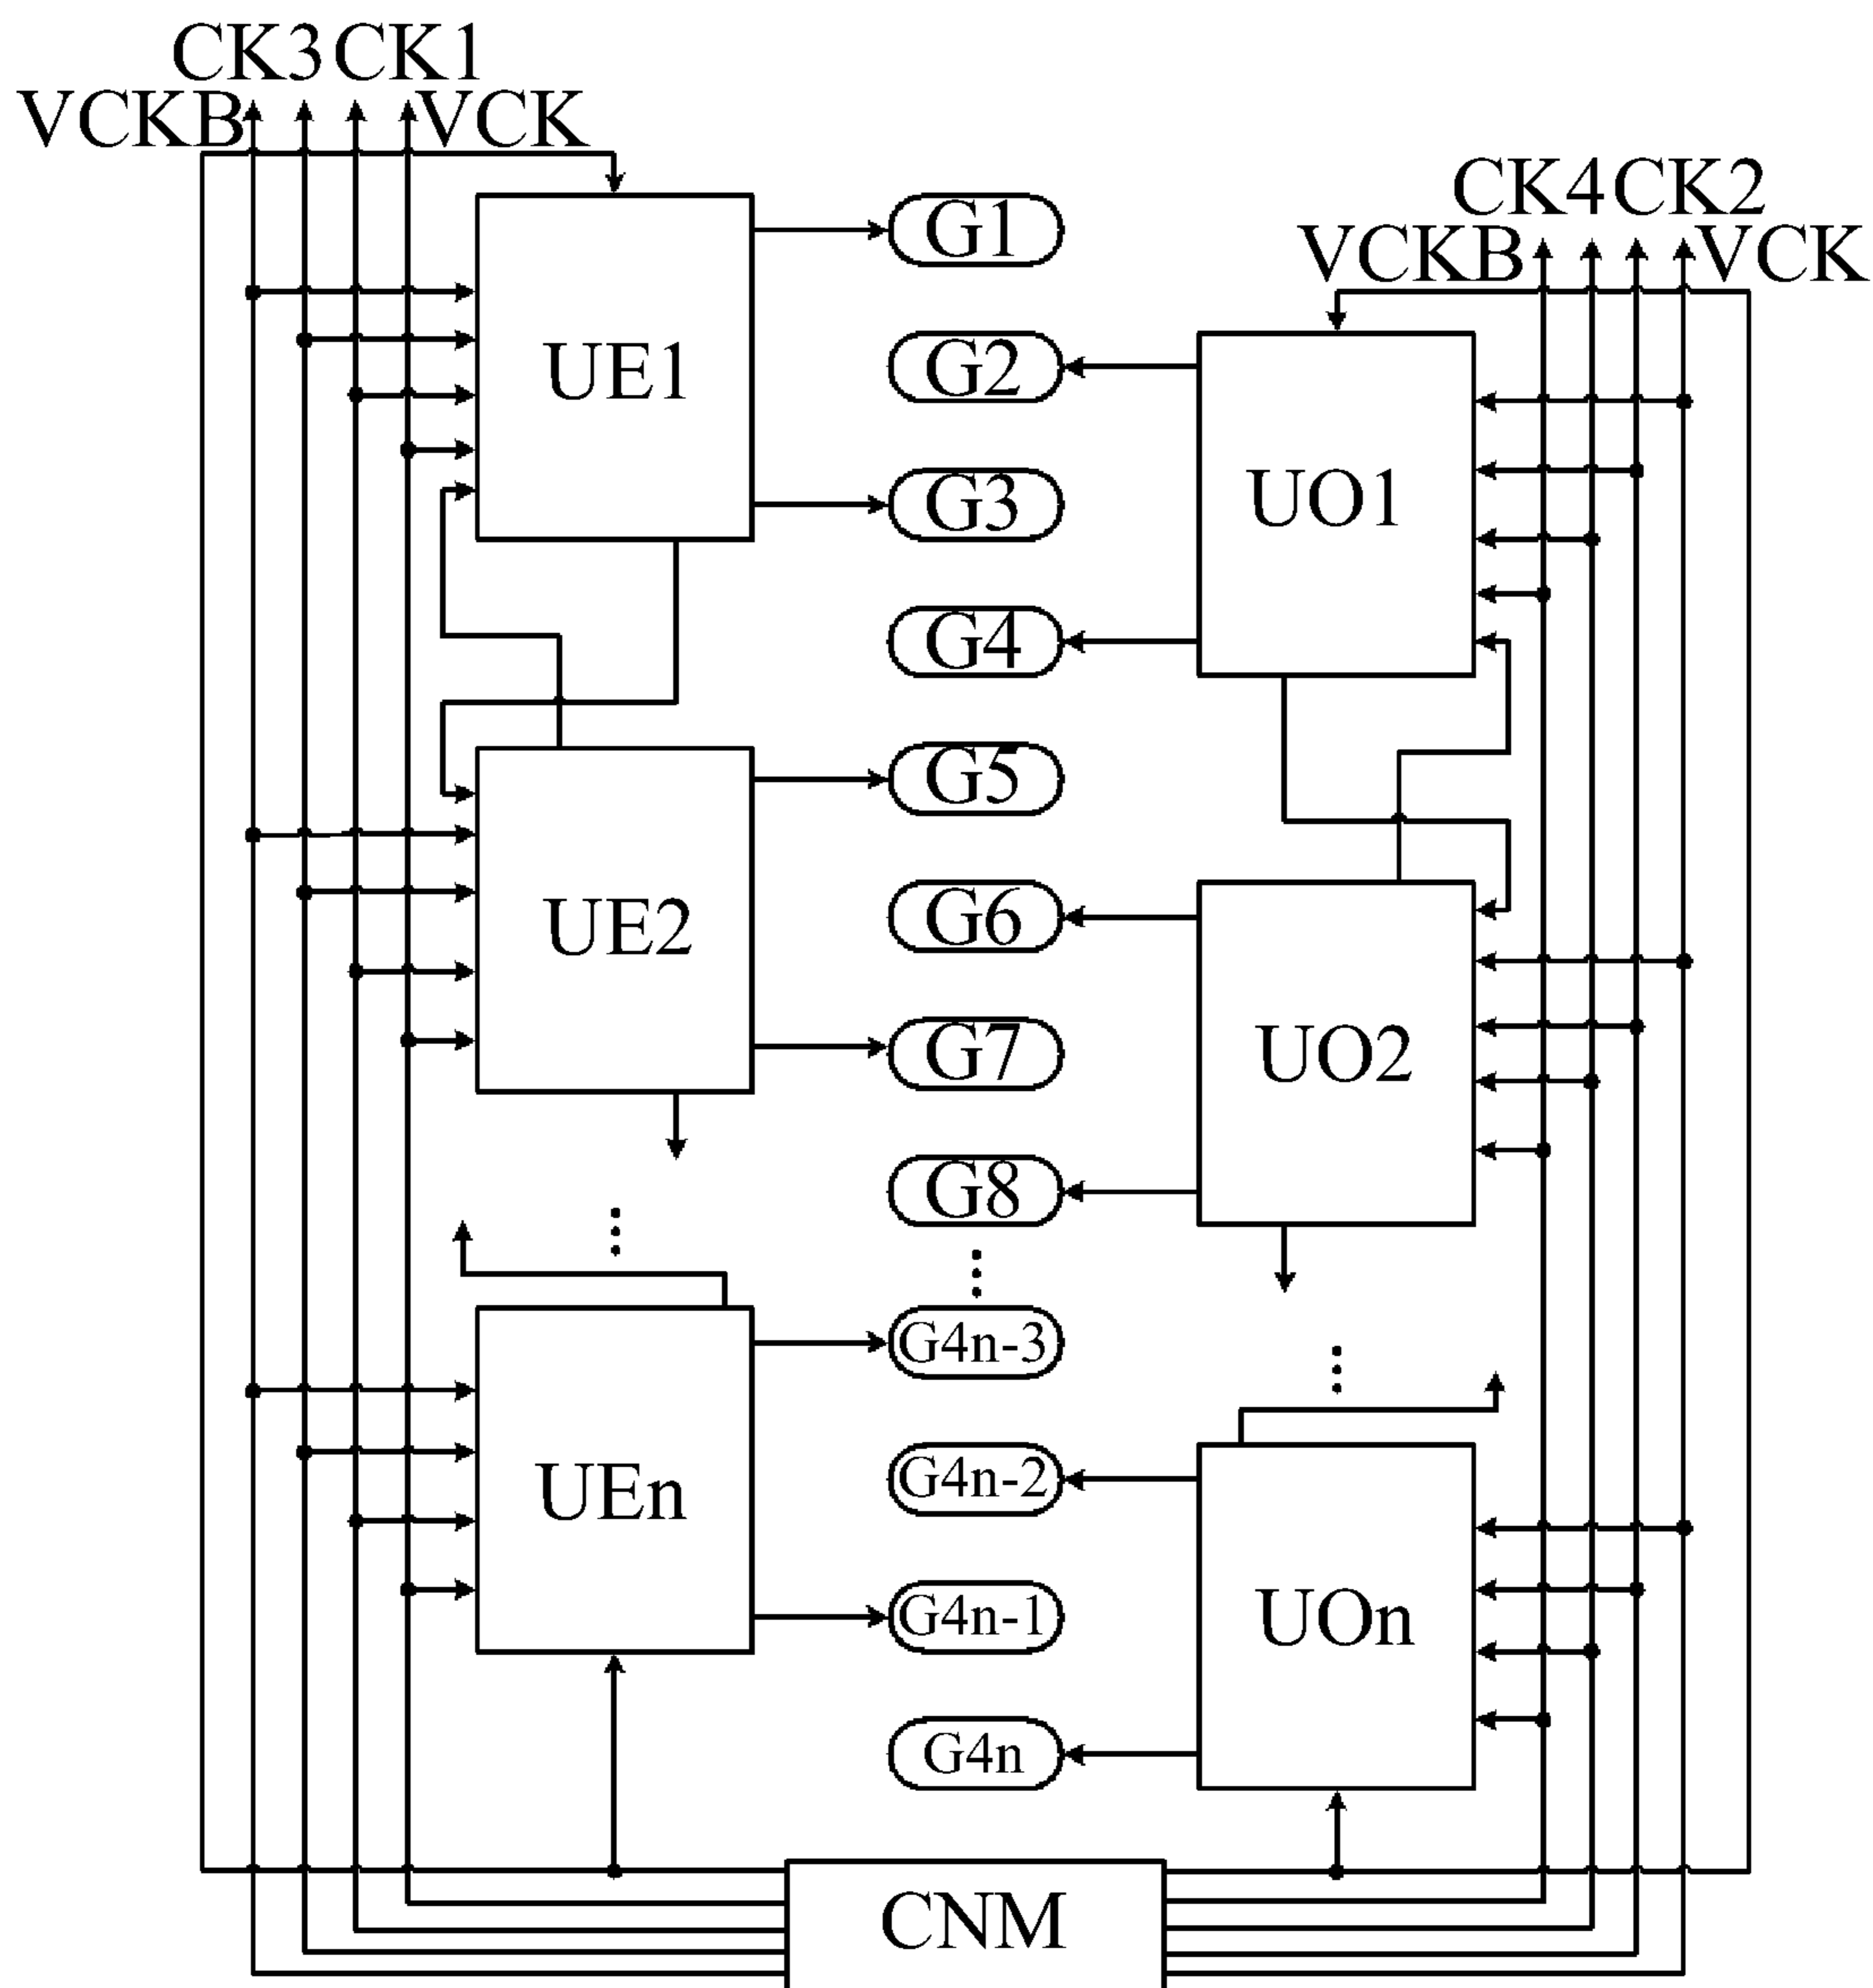 CK3 CK1
VCKB VCK
CK4 CK2
VCKB VCK
G1
UE1
G2
UO1
G3
G4
G5
UE2
G6
UO2
G7
G8
G4n-3
UEn
G4n-2
G4n-1
UOn
G4n
CNM